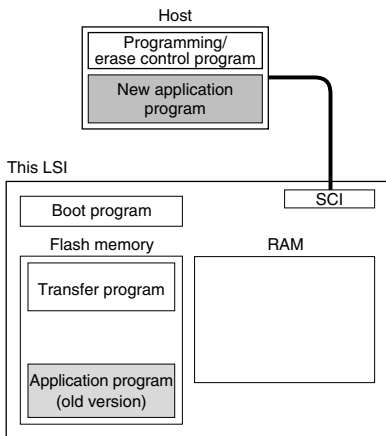 Host
Programming/
erase control program
New application
program
This LSI
SCI
Boot program
Flash memory
RAM
Transfer program
Application program
(old version)